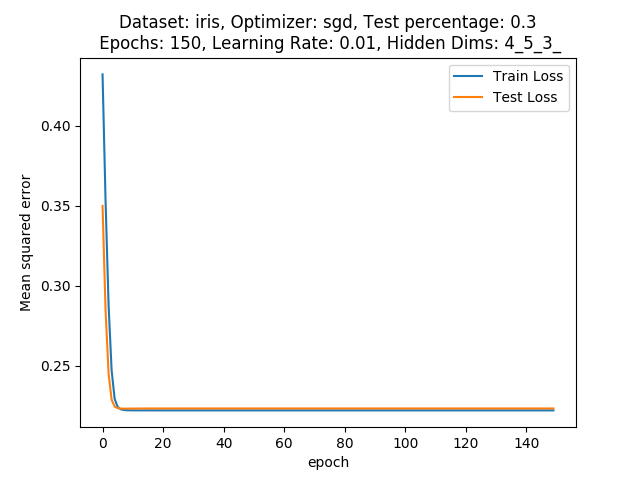 Dataset: iris, Optimizer: sgd, Test percentage: 0.3
Epochs: 150, Learning Rate: 0.01, Hidden Dims: 4_5_3_
Train Loss
Test Loss
0.40
0.35
0.30
0.25
Mean squared error
0 20 40 60 80 100 120 140
epoch